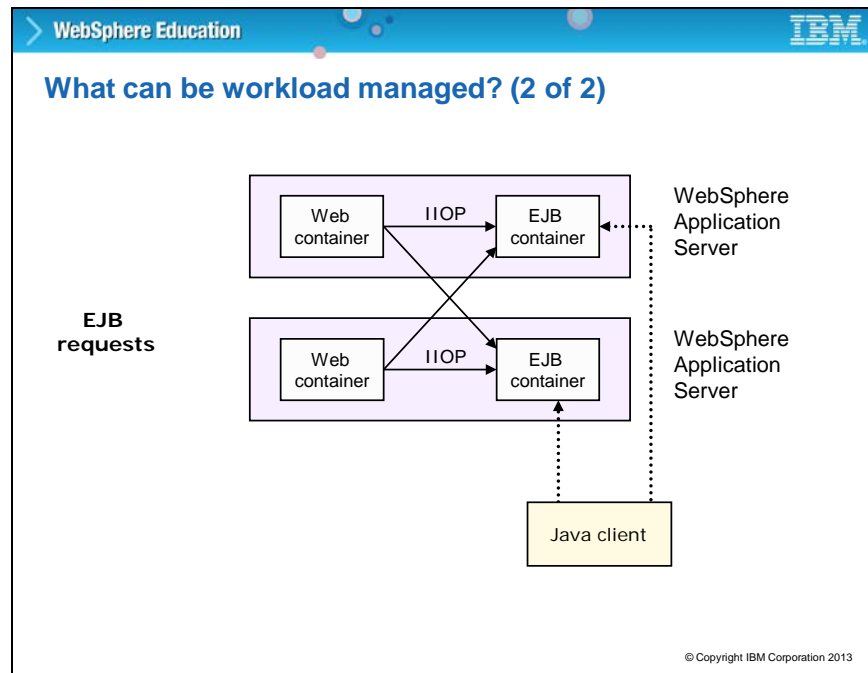 WebSphere Education
IBM
What can be workload managed? (2 of 2)
Web
container
IIOP
EJB
container
WebSphere
Application
Server
EJB
requests
Web
container
IIOP
EJB
container
WebSphere
Application
Server
Java client
© Copyright IBM Corporation 2013